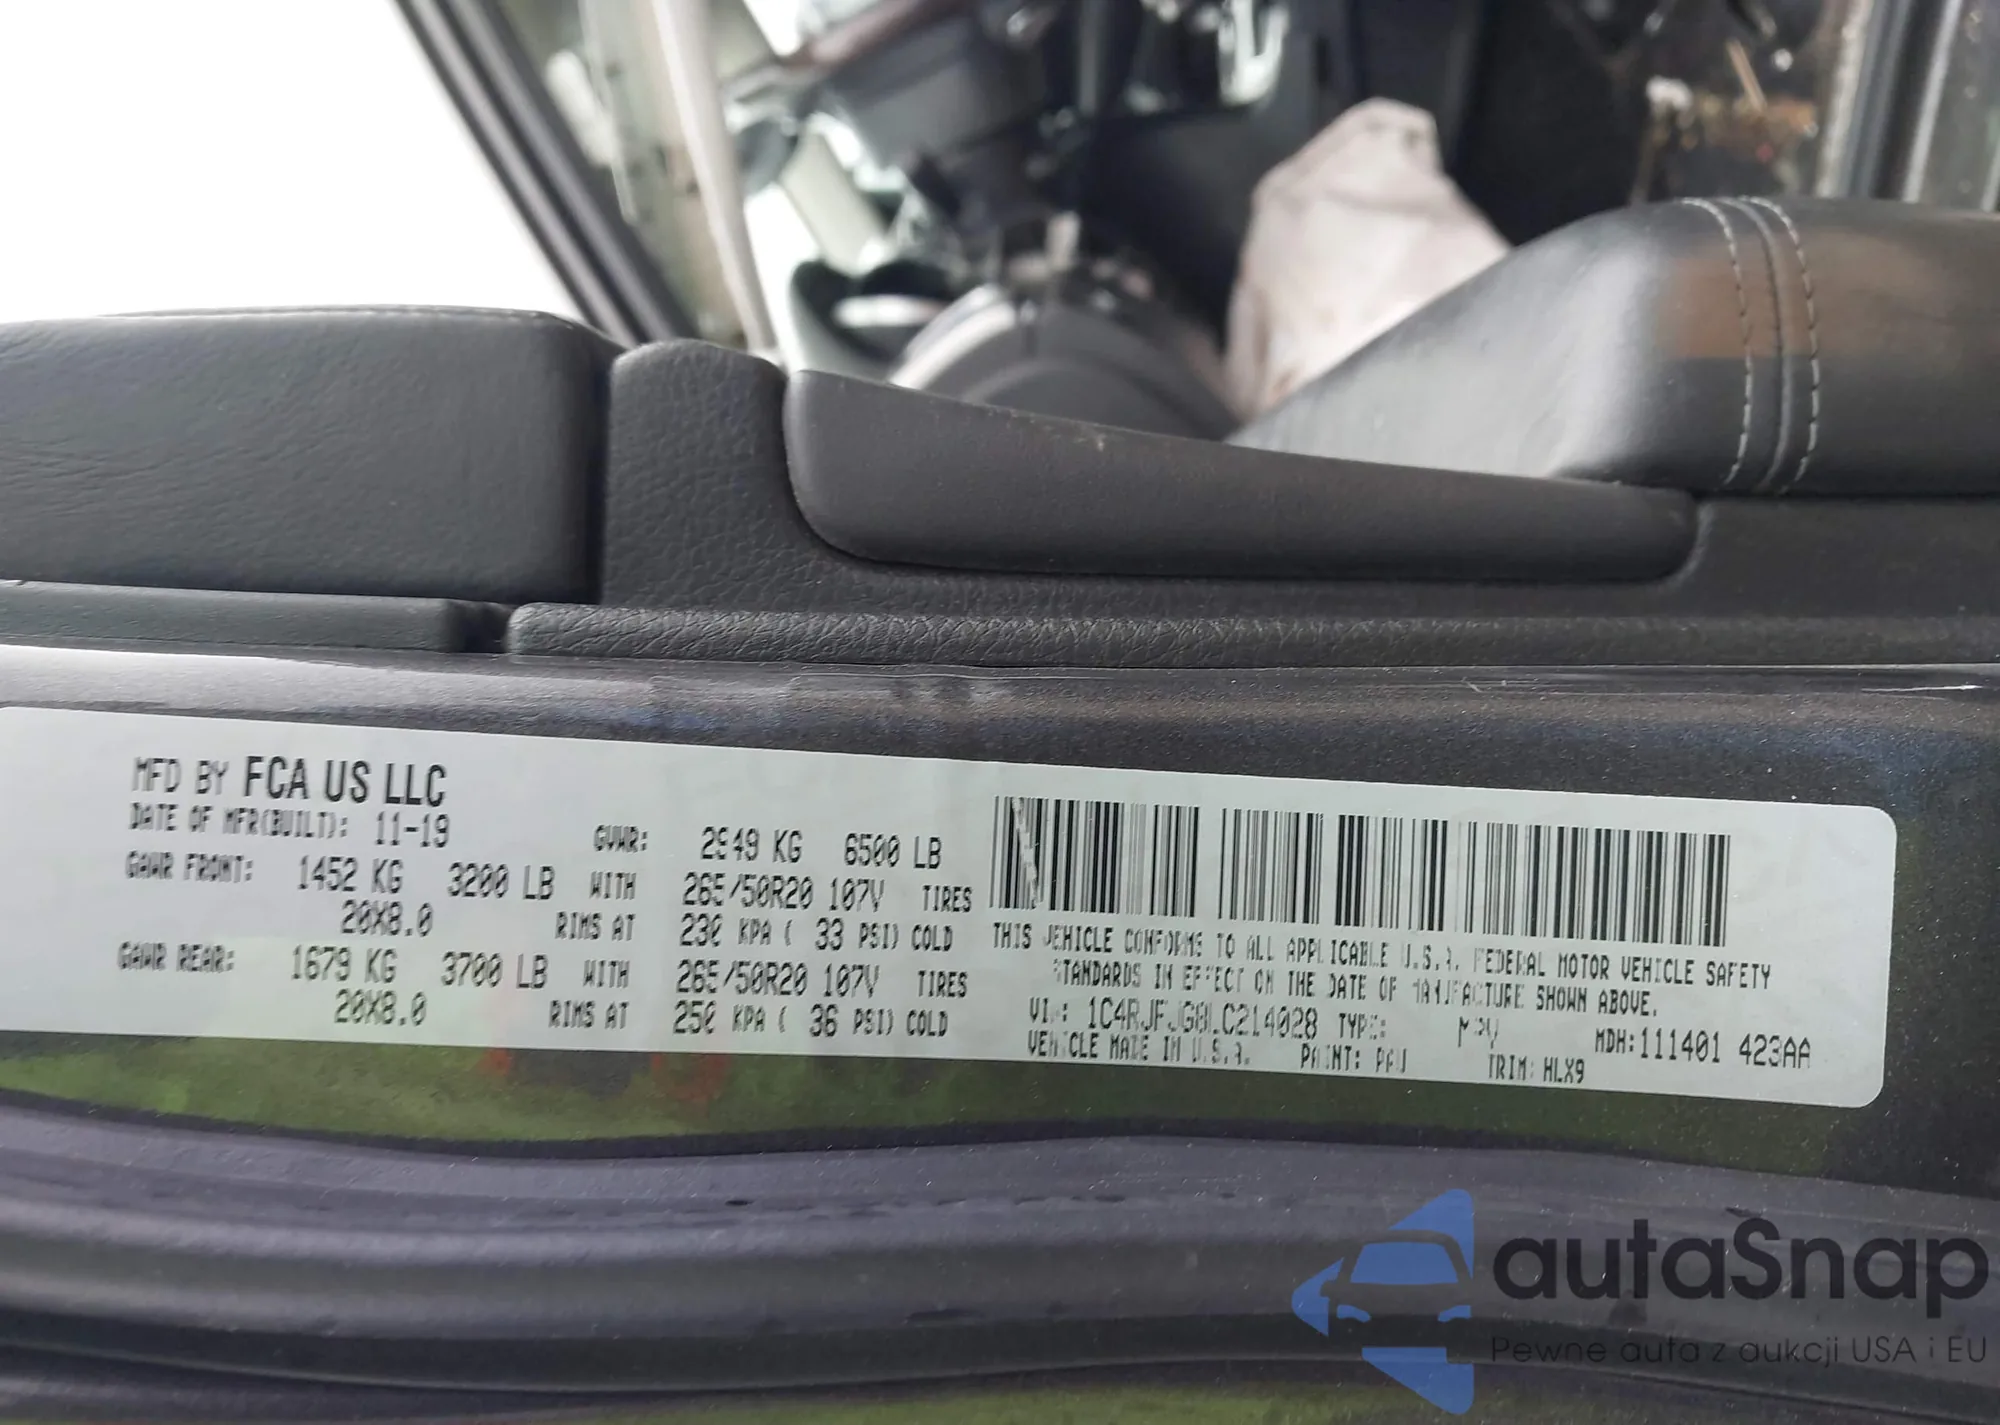 MFD BY FCA US LLC
DATE OF MFR(BUILT): 11-19 GVWR: 2949 KG 6500 LB
GAWR FRONT: 1452 KG 3200 LB WITH 265/50R20 107V TIRES
20X8.0 RIMS AT 230 KPA ( 33 PSI) COLD
GAWR REAR: 1679 KG 3700 LB WITH 265/50R20 107V TIRES
20X8.0 RIMS AT 250 KPA ( 36 PSI) COLD
THIS VEHICLE CONFORMS TO ALL APPLICABLE U.S.A. FEDERAL MOTOR VEHICLE SAFETY
STANDARDS IN EFFECT ON THE DATE OF MANUFACTURE SHOWN ABOVE.
VIN: 1C4RJFJG8LC214028 TYPE: MPV MDH:111401 423AA
VEHICLE MADE IN U.S.A. PAINT: PAU TRIM: HLX9
autaSnap
Pewne auta z aukcji USA i EU